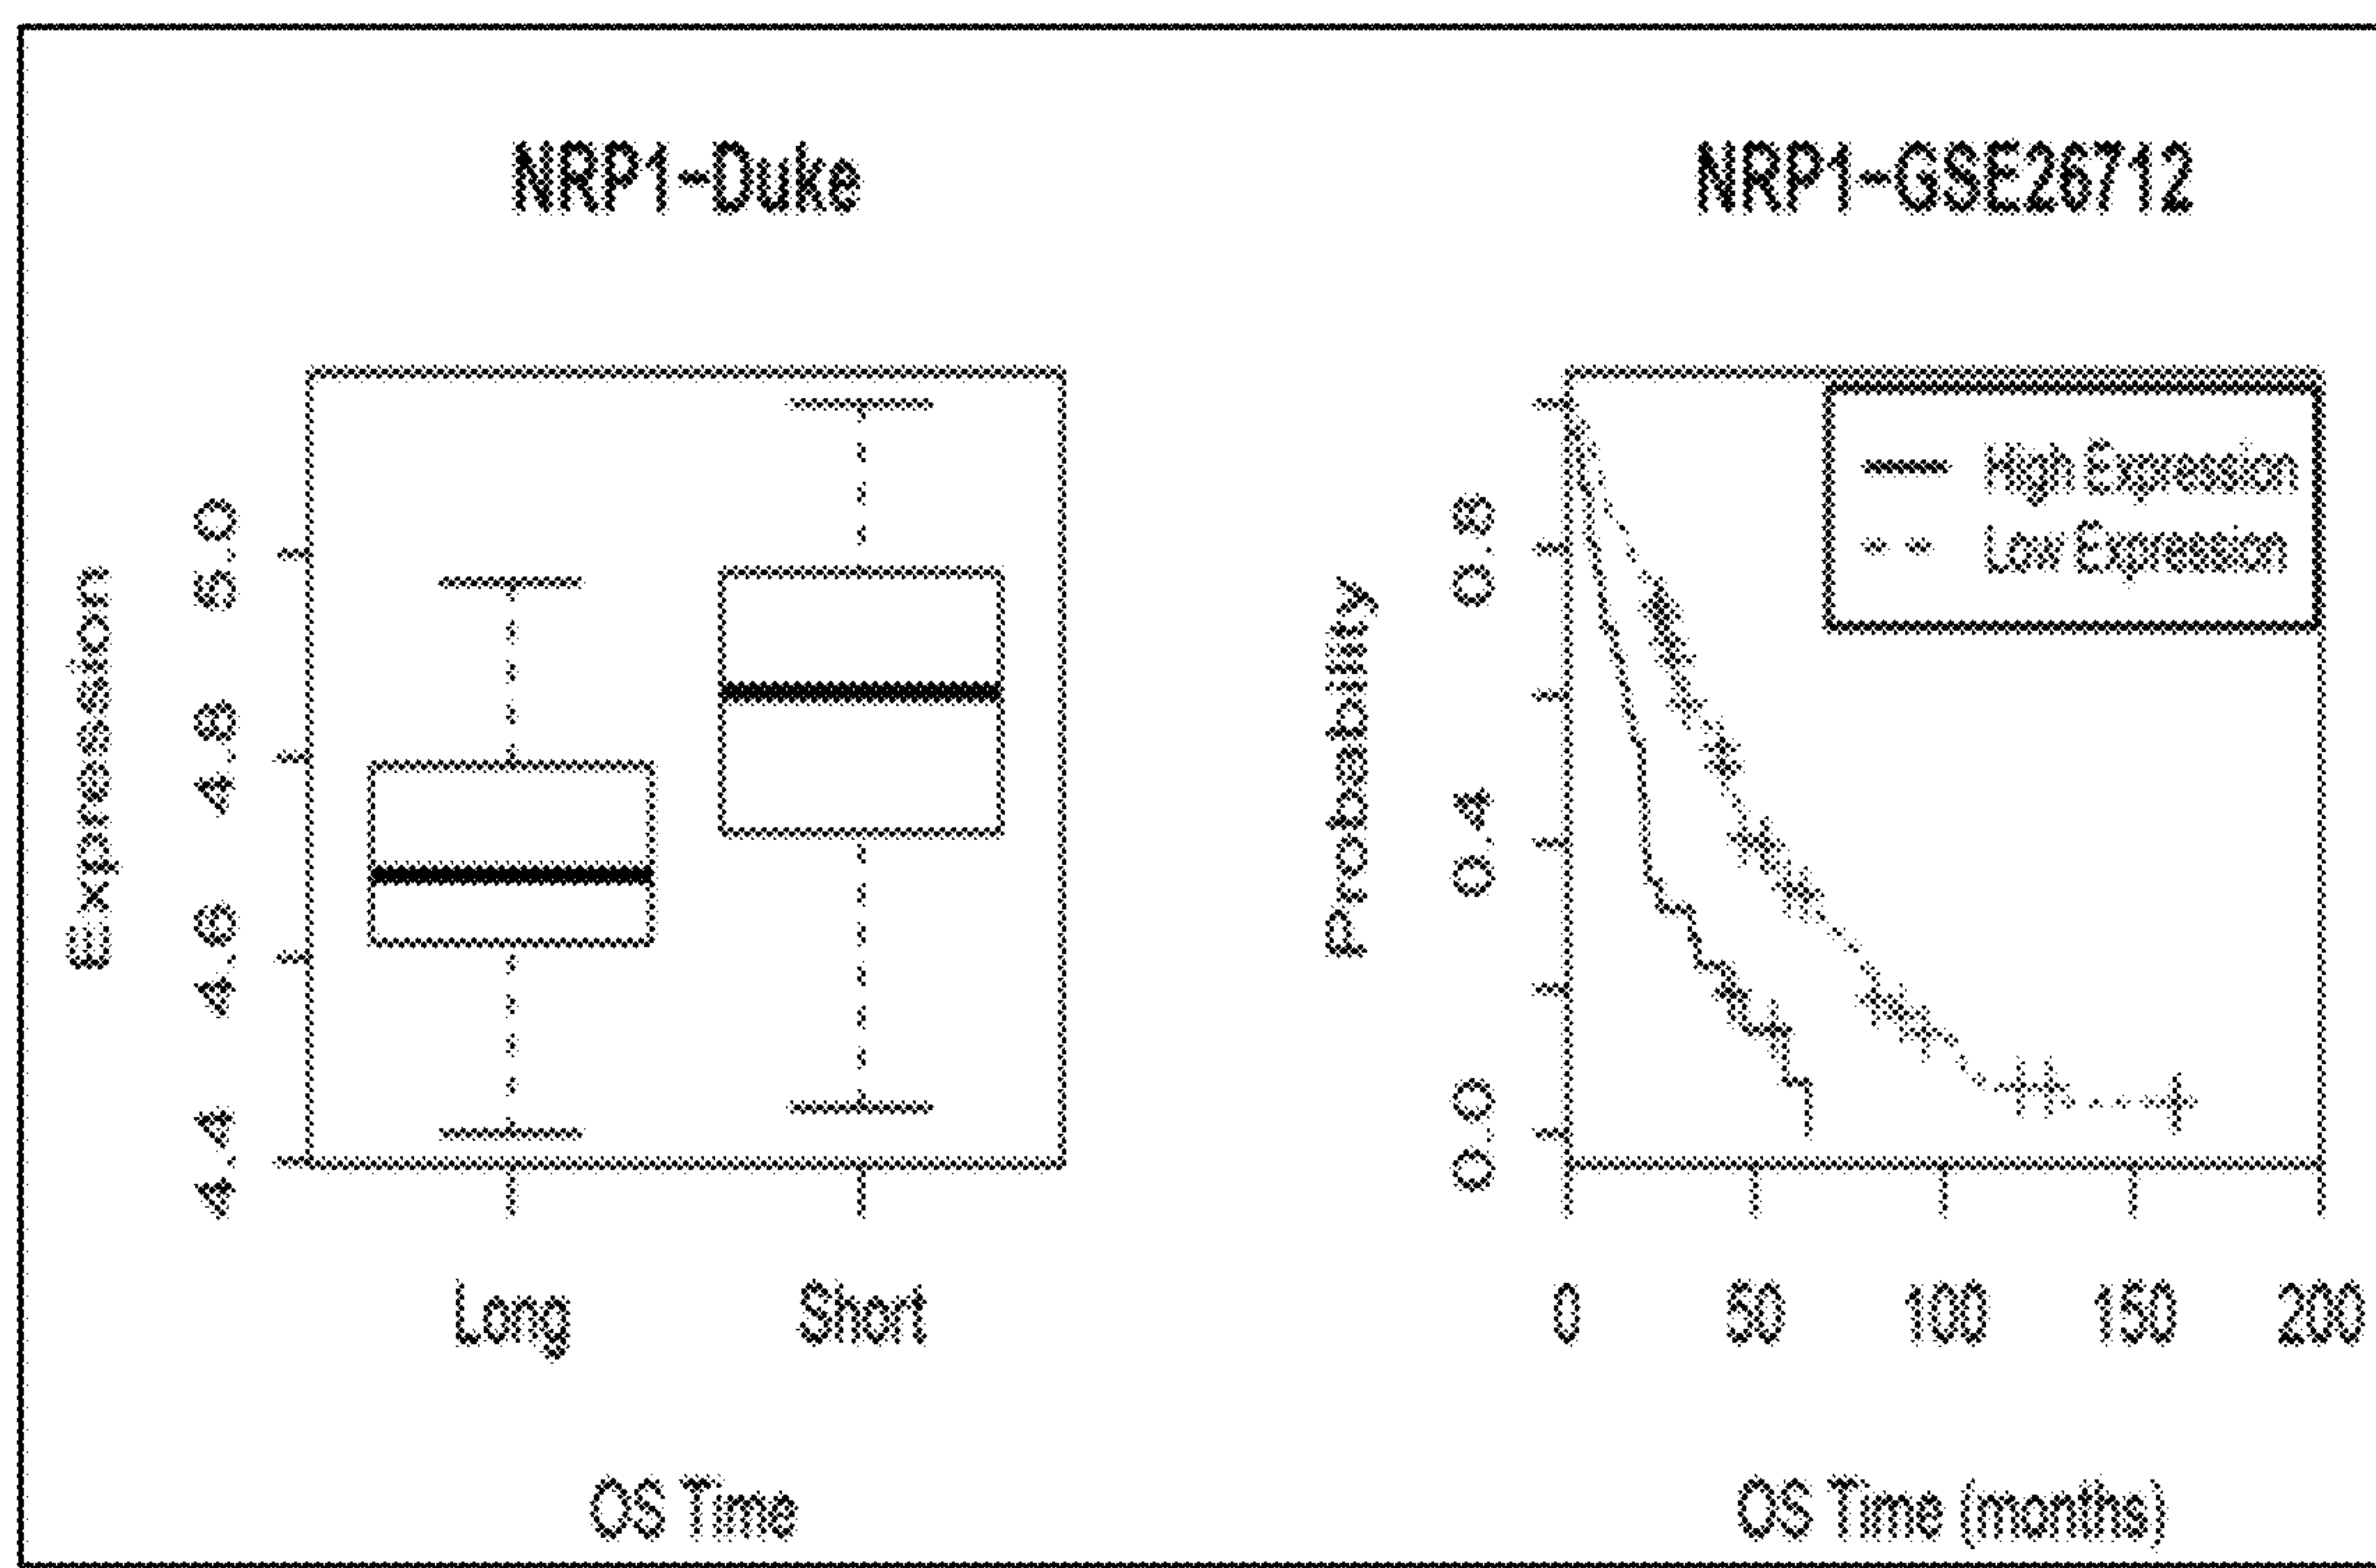 NRP1-Duke
Expression
5.0
4.8
4.6
4.4
Long Short
OS Time
NRP1-GSE26712
High Expression
Low Expression
Probability
0.8
0.4
0.0
0 50 100 150 200
OS Time (months)